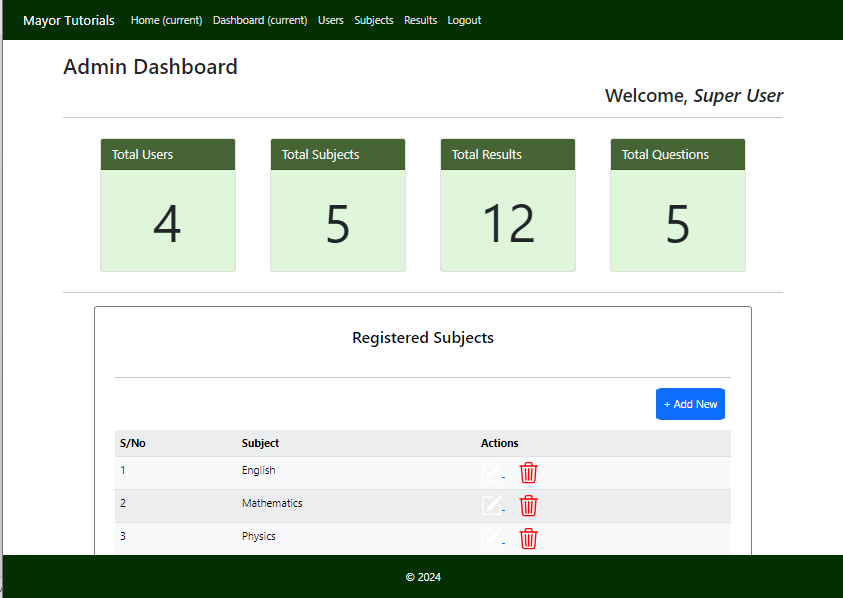 Mayor Tutorials Home (current) Dashboard (current) Users Subjects Results Logout
Admin Dashboard
Welcome, Super User
Total Users Total Subjects Total Results Total Questions
4 5 12 5
Registered Subjects
+ Add New
S/No Subject Actions
1 English
2 Mathematics
3 Physics
© 2024